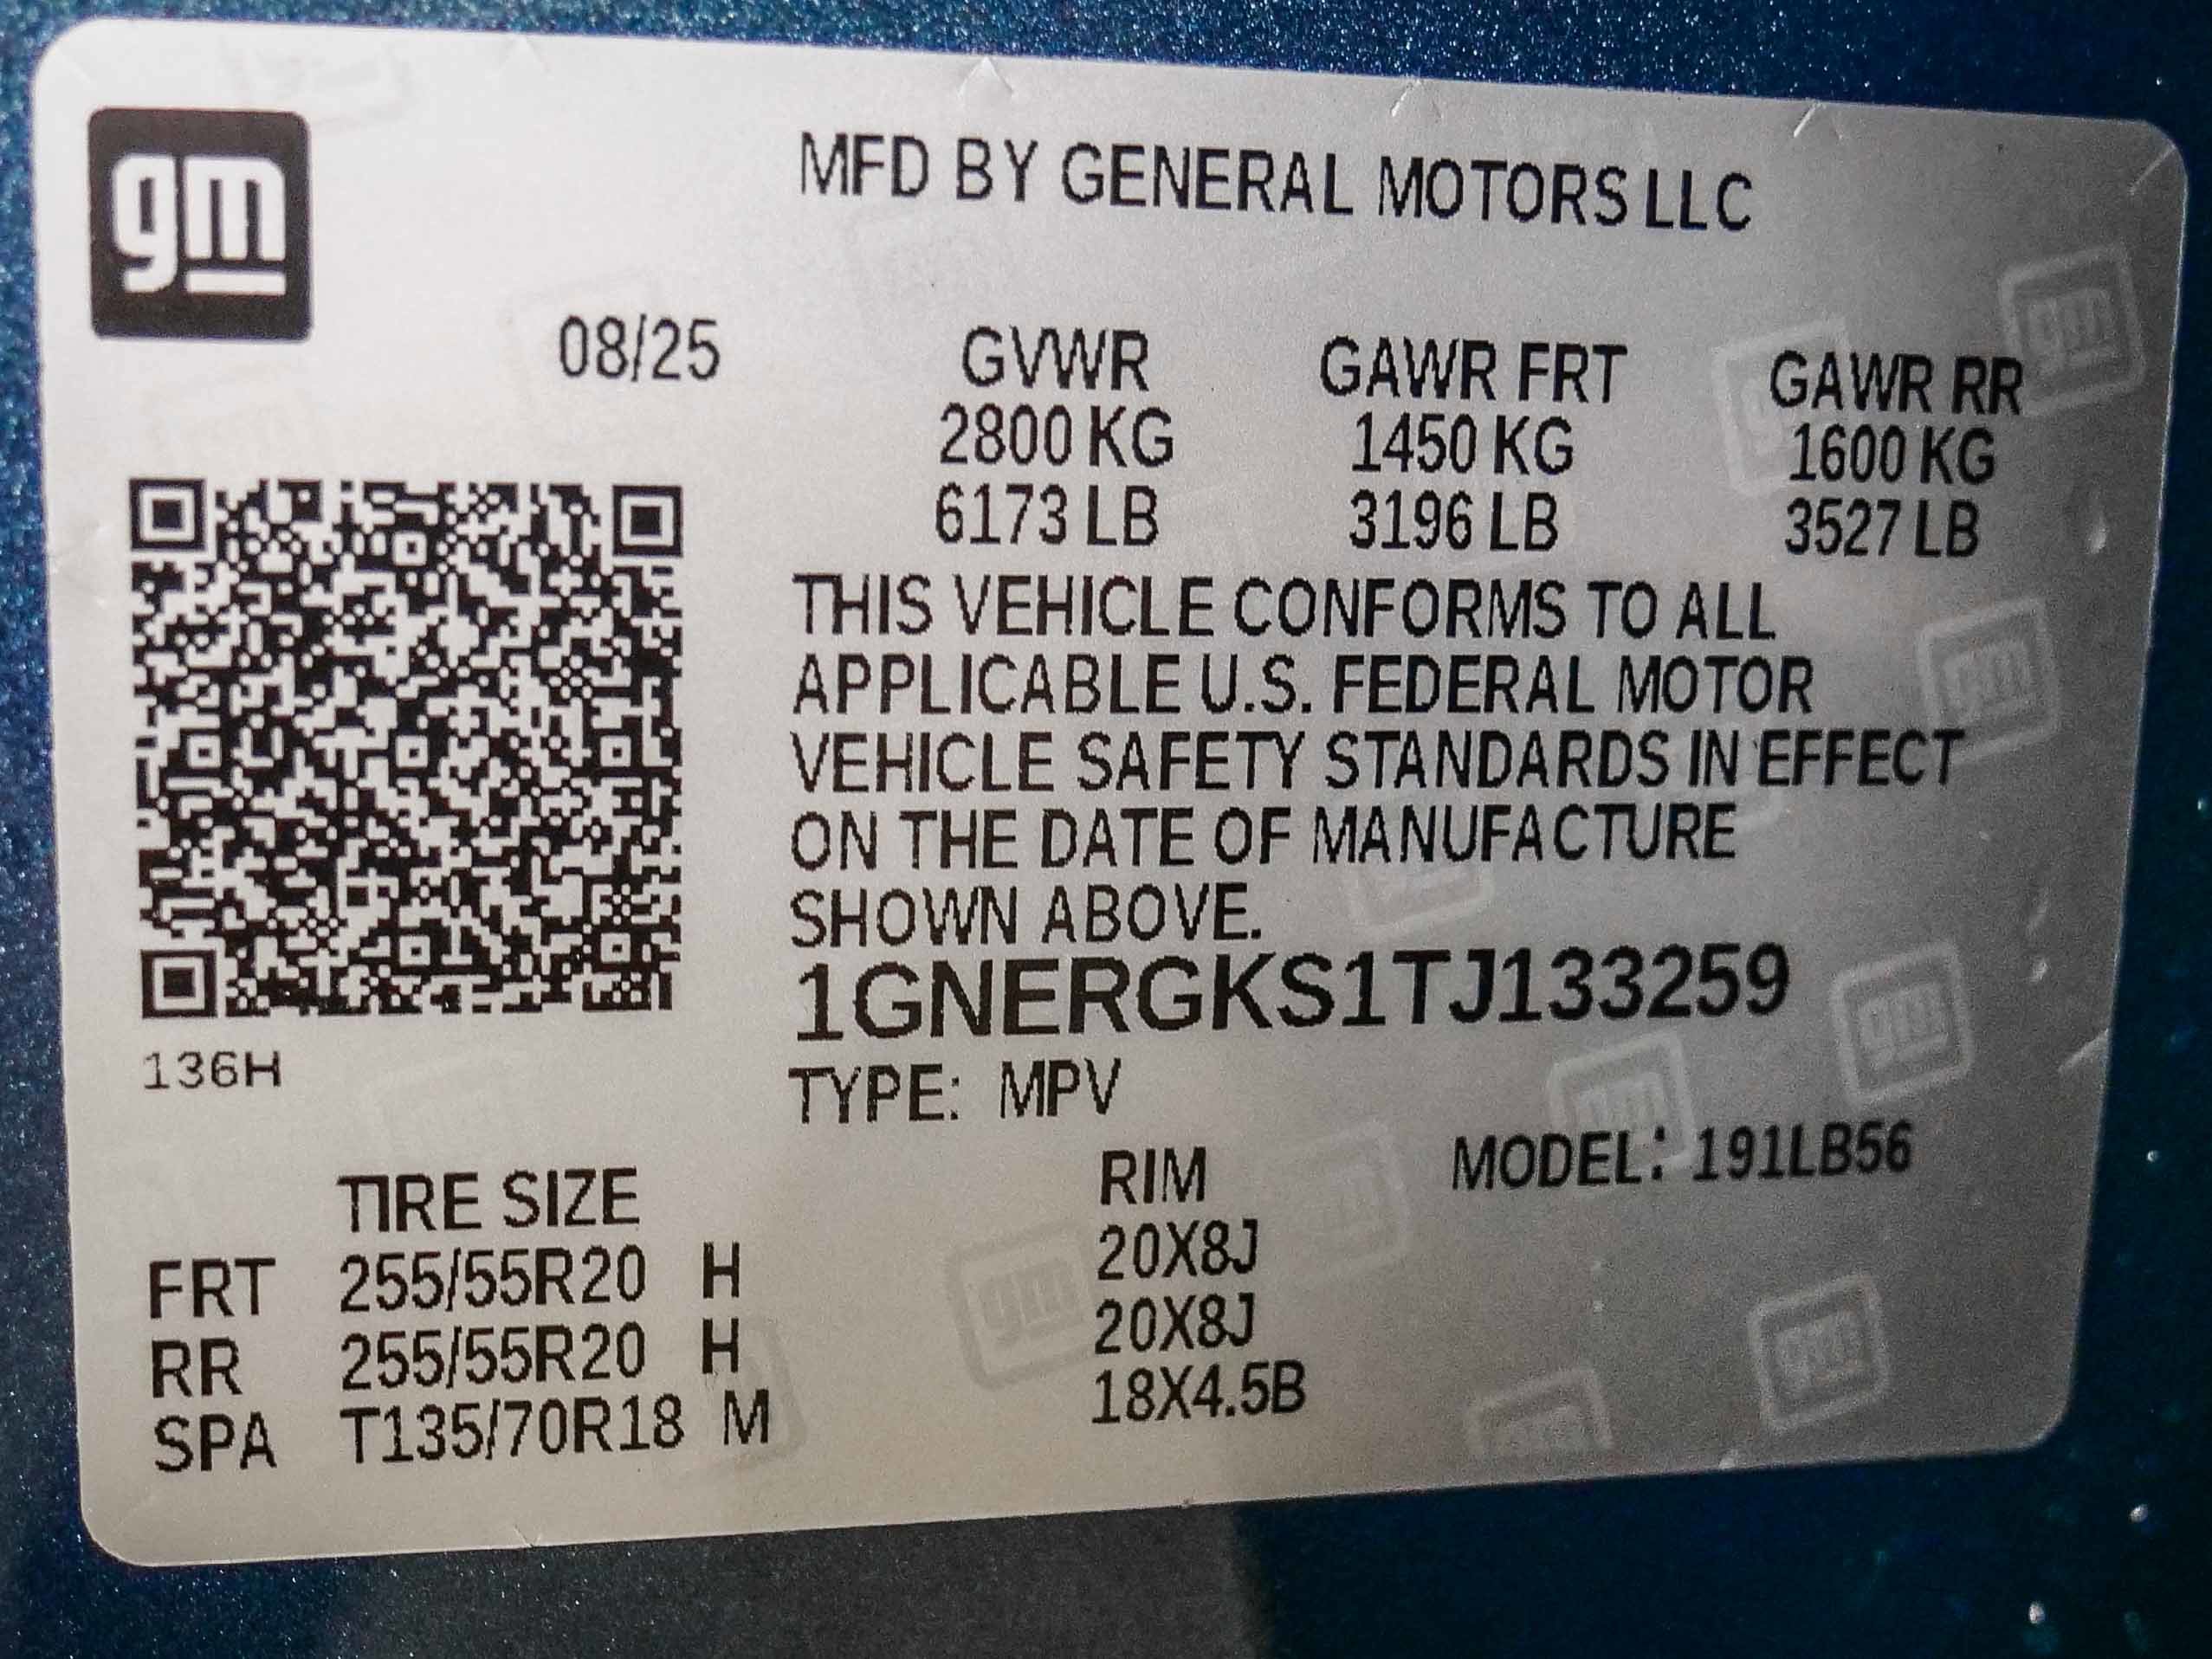 gm
MFD BY GENERAL MOTORS LLC
08/25 GVWR GAWR FRT GAWR RR
2800 KG 1450 KG 1600 KG
6173 LB 3196 LB 3527 LB
THIS VEHICLE CONFORMS TO ALL
APPLICABLE U.S. FEDERAL MOTOR
VEHICLE SAFETY STANDARDS IN EFFECT
ON THE DATE OF MANUFACTURE
SHOWN ABOVE.
1GNERGKS1TJ133259
136H
TYPE: MPV
TIRE SIZE RIM MODEL: 191LB56
FRT 255/55R20 H 20X8J
RR 255/55R20 H 20X8J
SPA T135/70R18 M 18X4.5B